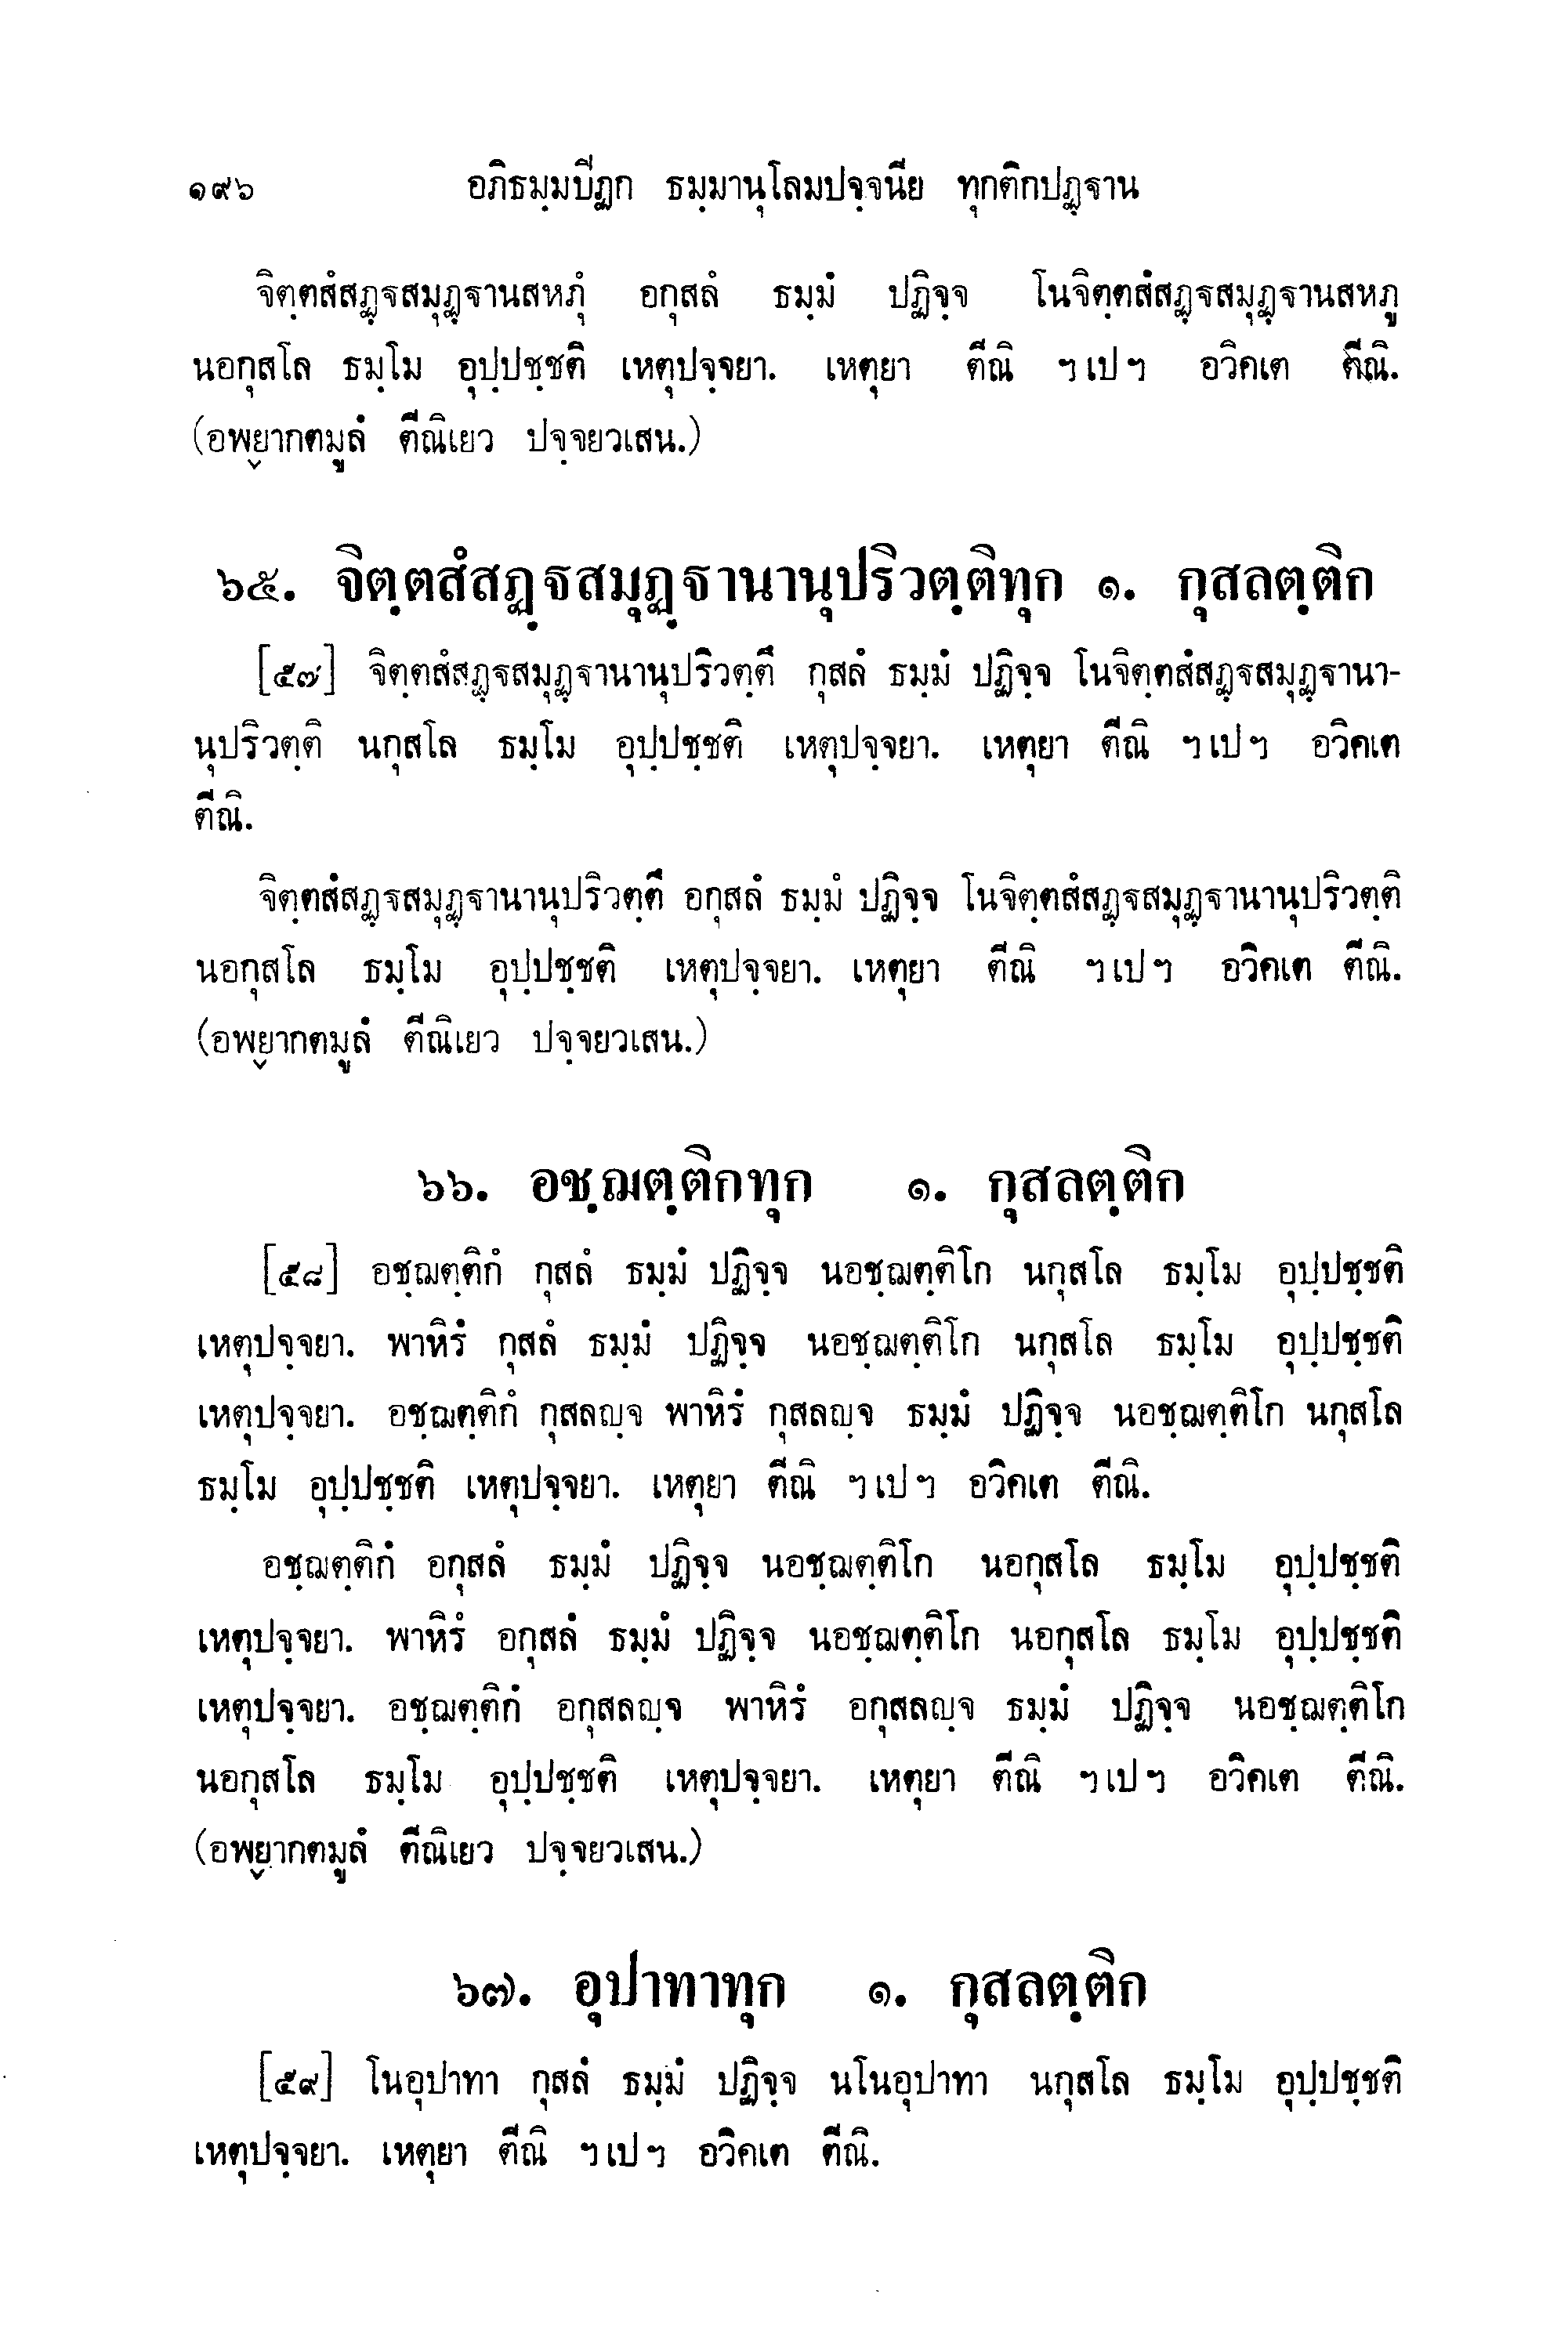 ๑๙๖ อภิธมฺมปีฏก ธมฺมานุโลมปจฺจนีย ทุกติกปฏฺฐาน
จิตฺตสํสฏฺฐสมุฏฺฐานสหภุํ อกุสลํ ธมฺมํ ปฏิจฺจ โนจิตฺตสํสฏฺฐสมุฏฺฐานสหภู
นอกุสโล ธมฺโม อุปฺปชฺชติ เหตุปจฺจยา. เหตุยา ตีณิ ฯเปฯ อวิคเต ตีณิ.
(อพฺยากตมูลํ ตีณิเยว ปจฺจยวเสน.)
๖๕. จิตฺตสํสฏฺฐสมุฏฺฐานานุปริวตฺติทุก ๑. กุสลตฺติก
[๕๗] จิตฺตสํสฏฺฐสมุฏฺฐานานุปริวตฺตึ กุสลํ ธมฺมํ ปฏิจฺจ โนจิตฺตสํสฏฺฐสมุฏฺฐานา-
นุปริวตฺติ นกุสโล ธมฺโม อุปฺปชฺชติ เหตุปจฺจยา. เหตุยา ตีณิ ฯเปฯ อวิคเต
ตีณิ.
จิตฺตสํสฏฺฐสมุฏฺฐานานุปริวตฺตึ อกุสลํ ธมฺมํ ปฏิจฺจ โนจิตฺตสํสฏฺฐสมุฏฺฐานานุปริวตฺติ
นอกุสโล ธมฺโม อุปฺปชฺชติ เหตุปจฺจยา. เหตุยา ตีณิ ฯเปฯ อวิคเต ตีณิ.
(อพฺยากตมูลํ ตีณิเยว ปจฺจยวเสน.)
๖๖. อชฺฌตฺติกทุก ๑. กุสลตฺติก
[๕๘] อชฺฌตฺติกํ กุสลํ ธมฺมํ ปฏิจฺจ นอชฺฌตฺติโก นกุสโล ธมฺโม อุปฺปชฺชติ
เหตุปจฺจยา. พาหิรํ กุสลํ ธมฺมํ ปฏิจฺจ นอชฺฌตฺติโก นกุสโล ธมฺโม อุปฺปชฺชติ
เหตุปจฺจยา. อชฺฌตฺติกํ กุสลญฺจ พาหิรํ กุสลญฺจ ธมฺมํ ปฏิจฺจ นอชฺฌตฺติโก นกุสโล
ธมฺโม อุปฺปชฺชติ เหตุปจฺจยา. เหตุยา ตีณิ ฯเปฯ อวิคเต ตีณิ.
อชฺฌตฺติกํ อกุสลํ ธมฺมํ ปฏิจฺจ นอชฺฌตฺติโก นอกุสโล ธมฺโม อุปฺปชฺชติ
เหตุปจฺจยา. พาหิรํ อกุสลํ ธมฺมํ ปฏิจฺจ นอชฺฌตฺติโก นอกุสโล ธมฺโม อุปฺปชฺชติ
เหตุปจฺจยา. อชฺฌตฺติกํ อกุสลญฺจ พาหิรํ อกุสลญฺจ ธมฺมํ ปฏิจฺจ นอชฺฌตฺติโก
นอกุสโล ธมฺโม อุปฺปชฺชติ เหตุปจฺจยา. เหตุยา ตีณิ ฯเปฯ อวิคเต ตีณิ.
(อพฺยากตมูลํ ตีณิเยว ปจฺจยวเสน.)
๖๗. อุปาทาทุก ๑. กุสลตฺติก
[๕๙] โนอุปาทา กุสลํ ธมฺมํ ปฏิจฺจ นโนอุปาทา นกุสโล ธมฺโม อุปฺปชฺชติ
เหตุปจฺจยา. เหตุยา ตีณิ ฯเปฯ อวิคเต ตีณิ.